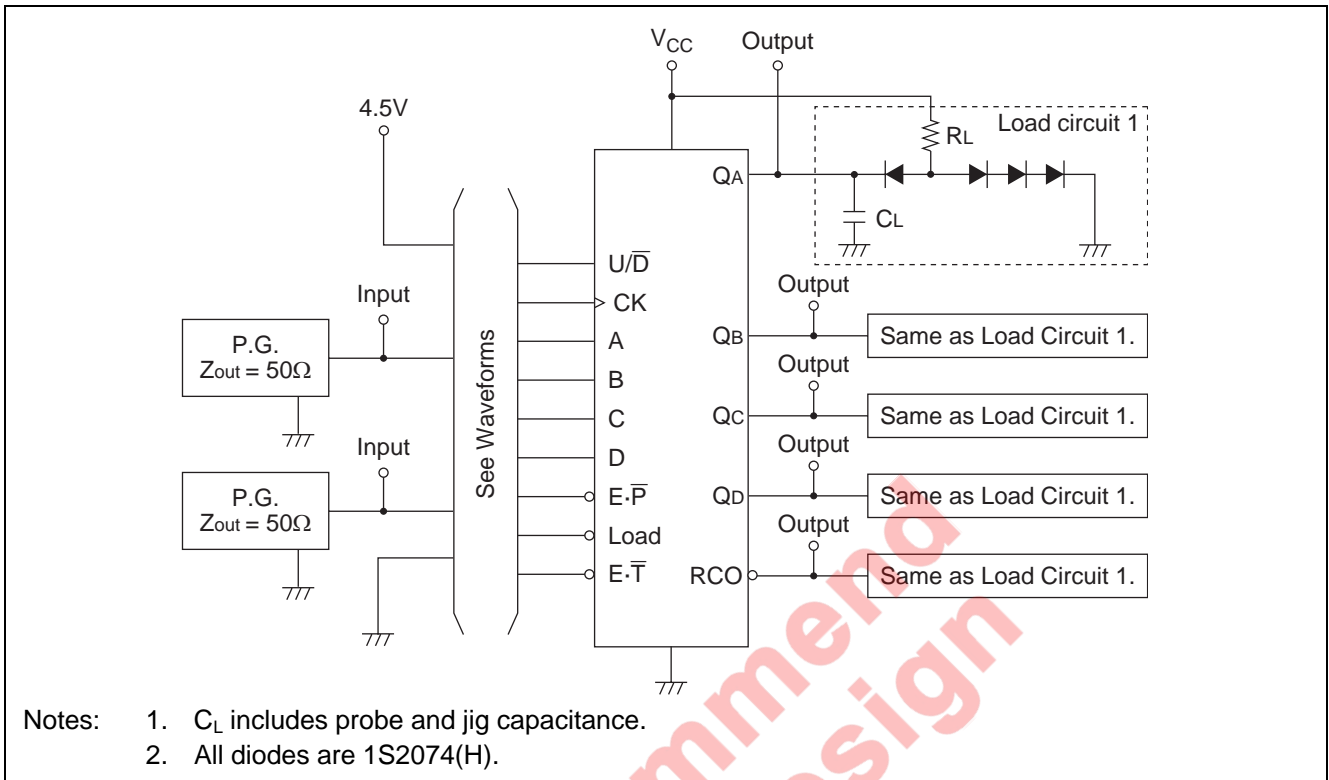 VCC Output
4.5V
Load circuit 1
RL
QA
CL
U/D̅
CK
A
B
C
D
E·P̅
Load
E·T̅
See Waveforms
Input
P.G.
Zout = 50Ω
Input
P.G.
Zout = 50Ω
Output
QB
Same as Load Circuit 1.
Output
QC
Same as Load Circuit 1.
Output
QD
Same as Load Circuit 1.
Output
RCO
Same as Load Circuit 1.
Notes: 1. CL includes probe and jig capacitance.
2. All diodes are 1S2074(H).